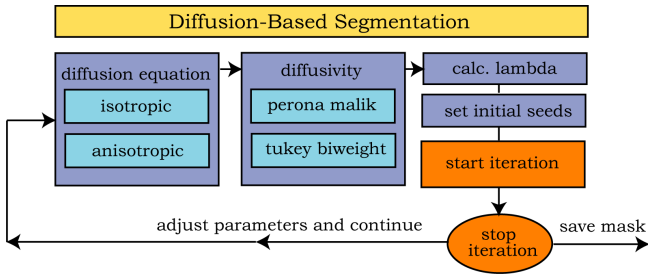 Diffusion-Based Segmentation
diffusion equation
isotropic
anisotropic
diffusivity
perona malik
tukey biweight
calc. lambda
set initial seeds
start iteration
adjust parameters and continue
stop
iteration
save mask